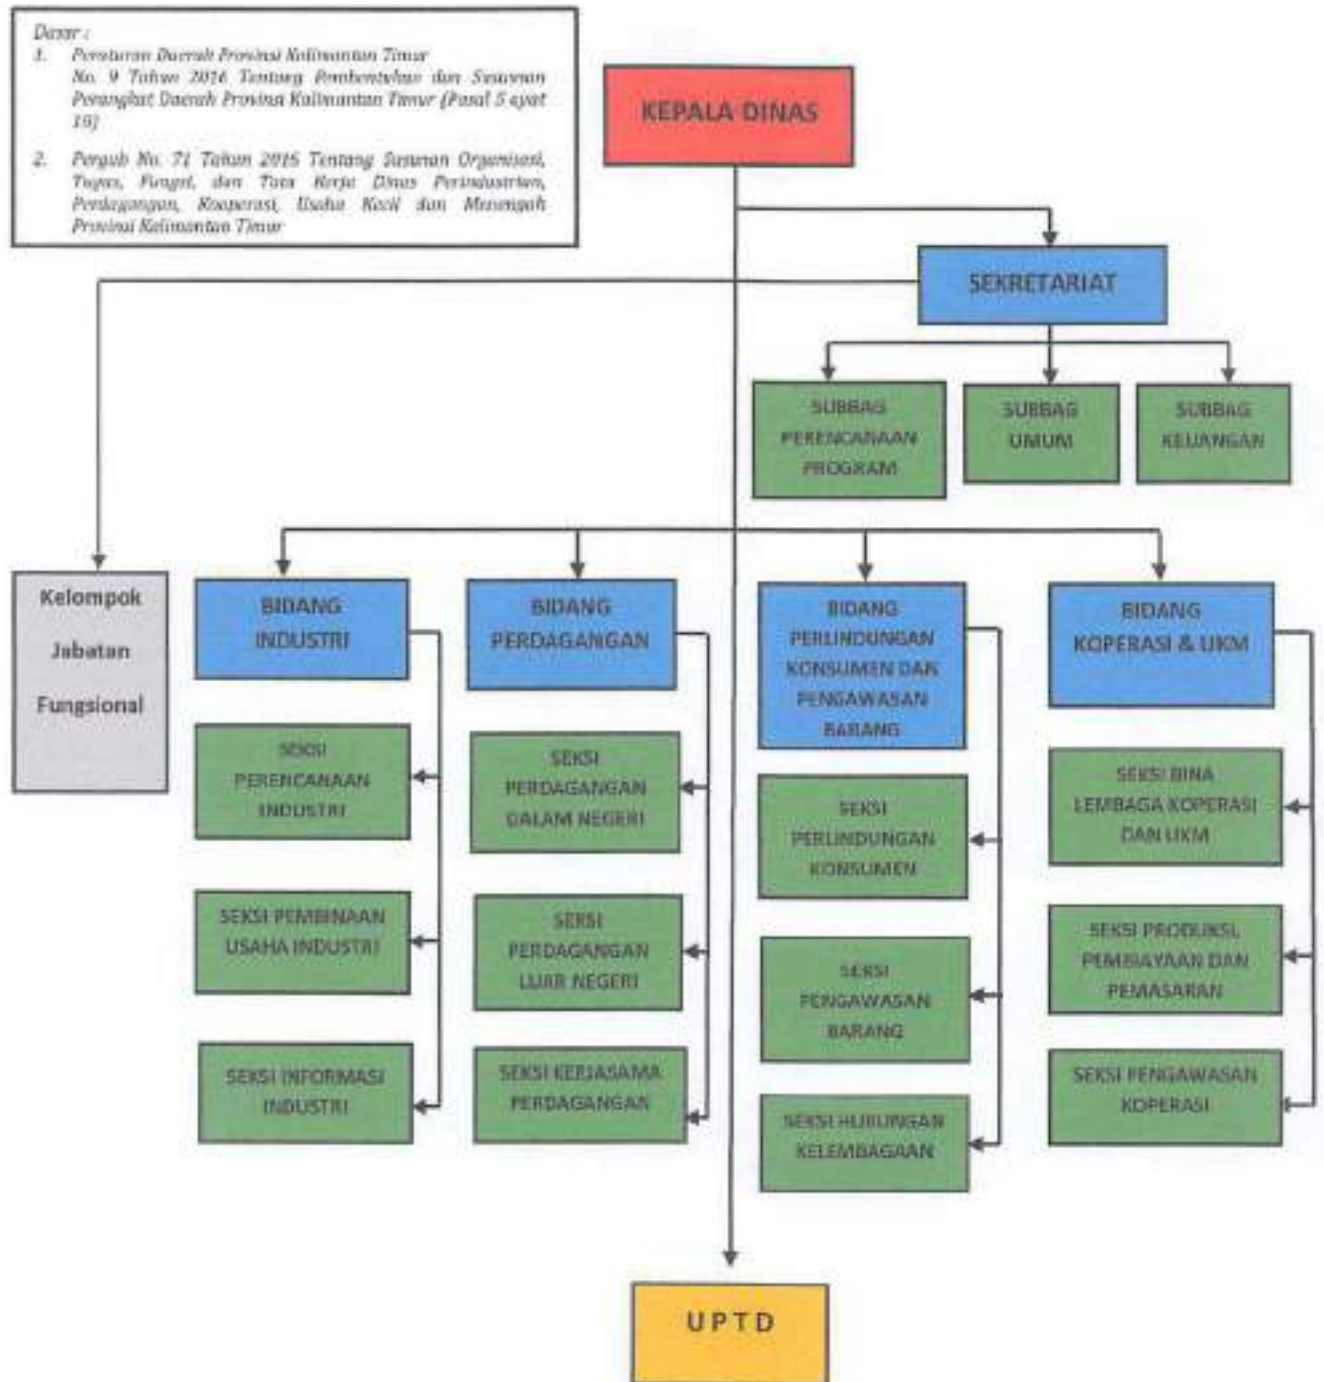 Dasar :
1. Peraturan Daerah Provinsi Kalimantan Timur
No. 9 Tahun 2016 Tentang Pembentukan dan Susunan
Perangkat Daerah Provinsi Kalimantan Timur (Pasal 5 ayat
19)
2. Pergub No. 71 Tahun 2016 Tentang Susunan Organisasi,
Tugas, Fungsi, dan Tata Kerja Dinas Perindustrian,
Perdagangan, Kooperasi, Usaha Kecil dan Menengah
Provinsi Kalimantan Timur
KEPALA DINAS
SEKRETARIAT
SUBBAG
PERENCANAAN
PROGRAM
SUBBAG
UMUM
SUBBAG
KEUANGAN
Kelompok
Jabatan
Fungsional
BIDANG
INDUSTRI
BIDANG
PERDAGANGAN
BIDANG
PERLINDUNGAN
KONSUMEN DAN
PENGAWASAN
BARANG
BIDANG
KOPERASI & UKM
SEKSI
PERENCANAAN
INDUSTRI
SEKSI
PERDAGANGAN
DALAM NEGERI
SEKSI
PERLINDUNGAN
KONSUMEN
SEKSI BINA
LEMBAGA KOPERASI
DAN UKM
SEKSI PEMBINAAN
USAHA INDUSTRI
SEKSI
PERDAGANGAN
LUAR NEGERI
SEKSI
PENGAWASAN
BARANG
SEKSI PRODUKSI,
PEMBIAYAAN DAN
PEMASARAN
SEKSI INFORMASI
INDUSTRI
SEKSI KERJASAMA
PERDAGANGAN
SEKSI HUBUNGAN
KELEMBAGAAN
SEKSI PENGAWASAN
KOPERASI
U P T D